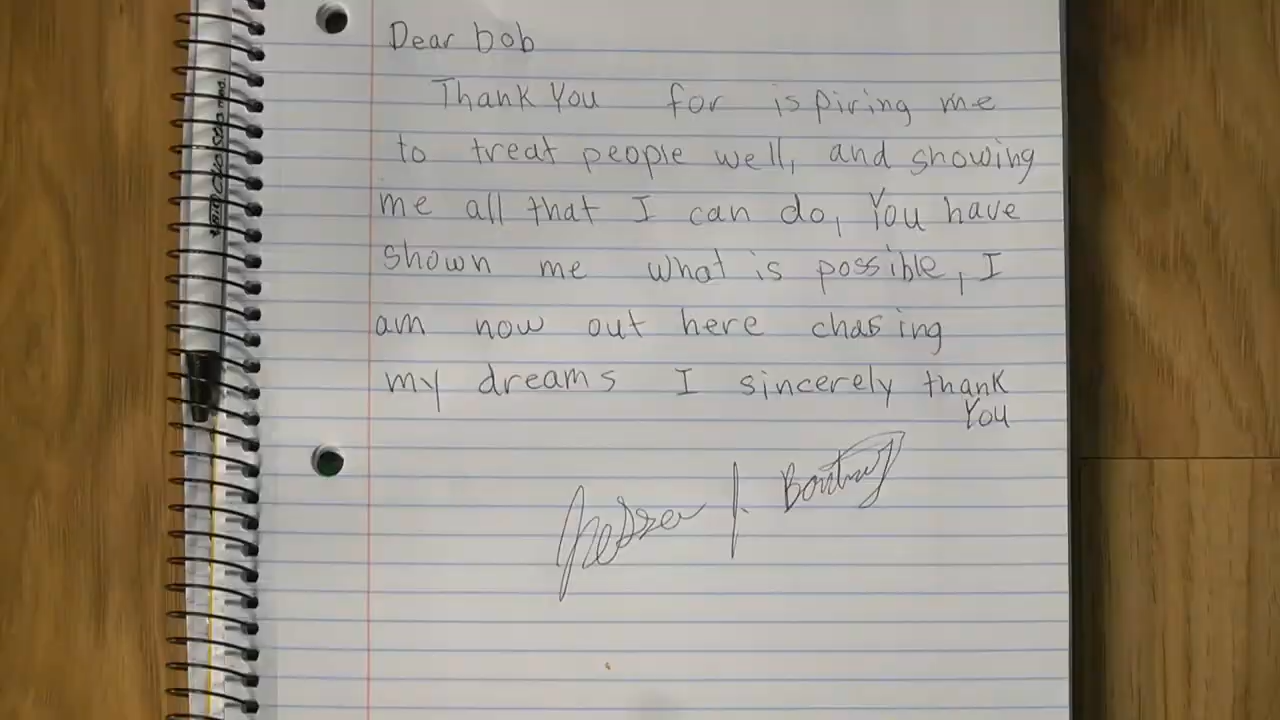 Dear bob
Thank You for ispiring me
to treat people well, and showing
me all that I can do, You have
shown me what is possible, I
am now out here chasing
my dreams I sincerely thank
You